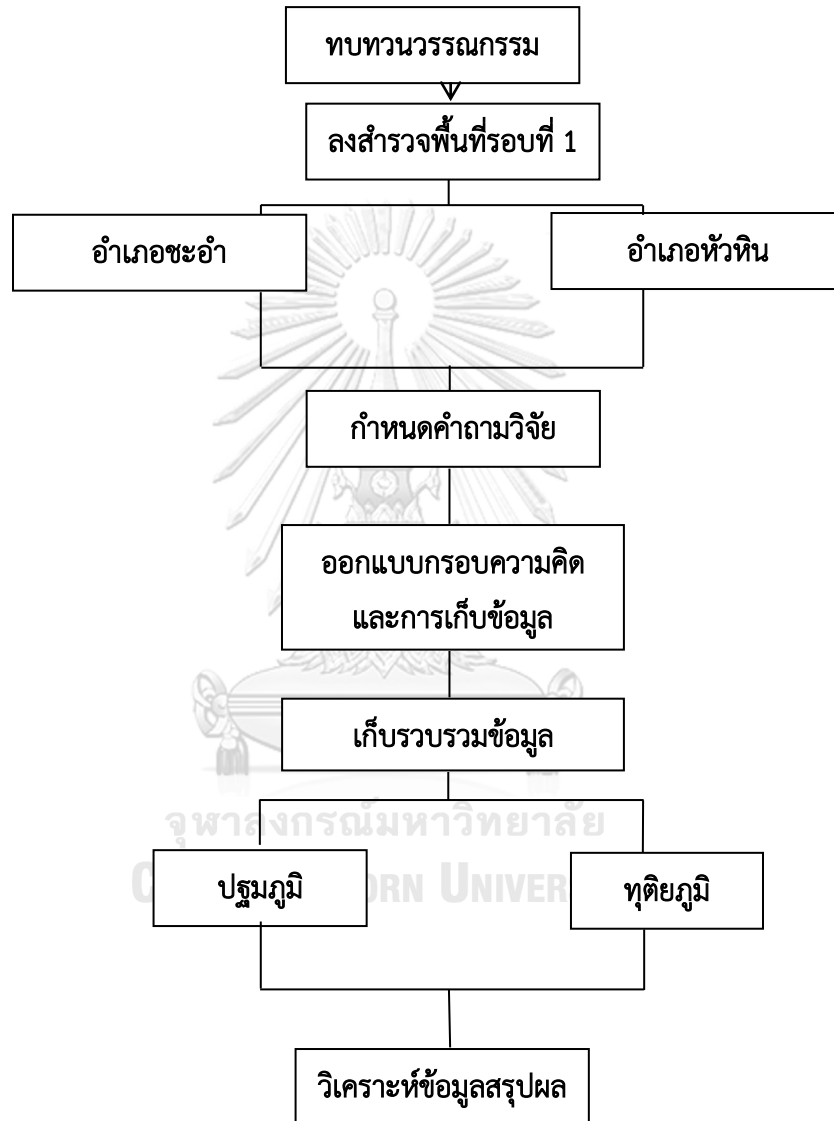 ทบทวนวรรณกรรม
ลงสำรวจพื้นที่รอบที่ 1
อำเภอชะอำ
อำเภอหัวหิน
กำหนดคำถามวิจัย
ออกแบบกรอบความคิด
และการเก็บข้อมูล
เก็บรวบรวมข้อมูล
จุฬาลงกรณ์มหาวิทยาลัย
ปฐมภูมิ
ทุติยภูมิ
วิเคราะห์ข้อมูลสรุปผล